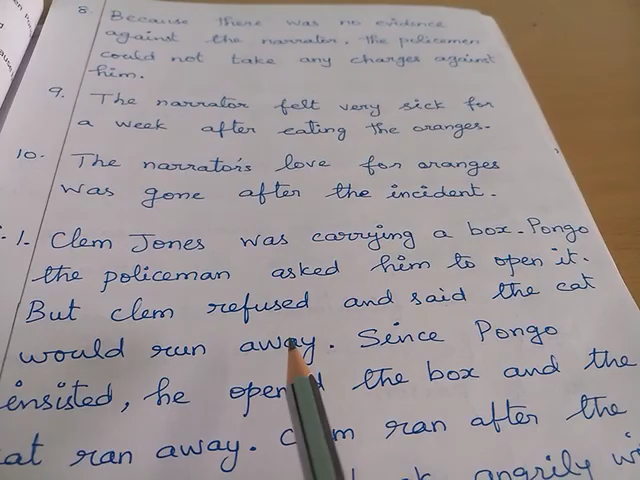 8. Because there was no evidence
against the narrator, the policemen
could not take any charges against
him.
9. The narrator felt very sick for
a week after eating the oranges.
10. The narrator's love for oranges
was gone after the incident.
1. Clem Jones was carrying a box. Pongo
the policeman asked him to open it.
But clem refused and said the cat
would run away. Since Pongo
insisted, he opened the box and the
cat ran away. Clem ran after the
angrily